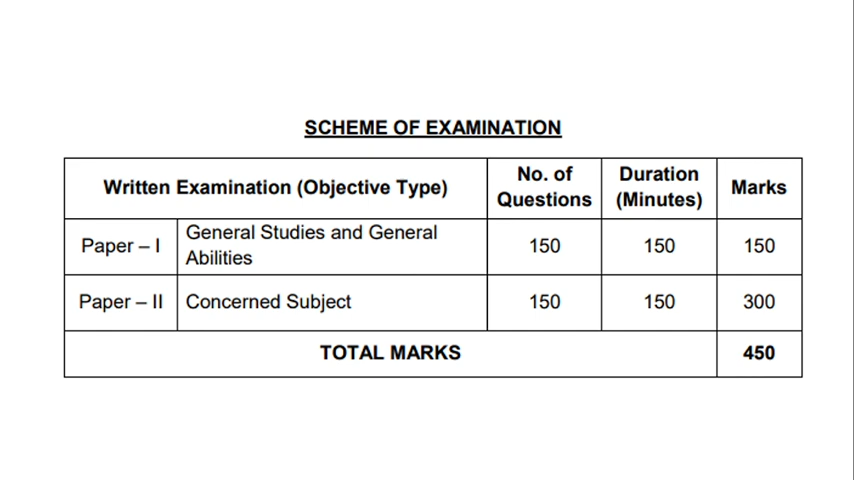 SCHEME OF EXAMINATION
Written Examination (Objective Type) No. of Questions Duration (Minutes) Marks
Paper – I General Studies and General Abilities 150 150 150
Paper – II Concerned Subject 150 150 300
TOTAL MARKS 450